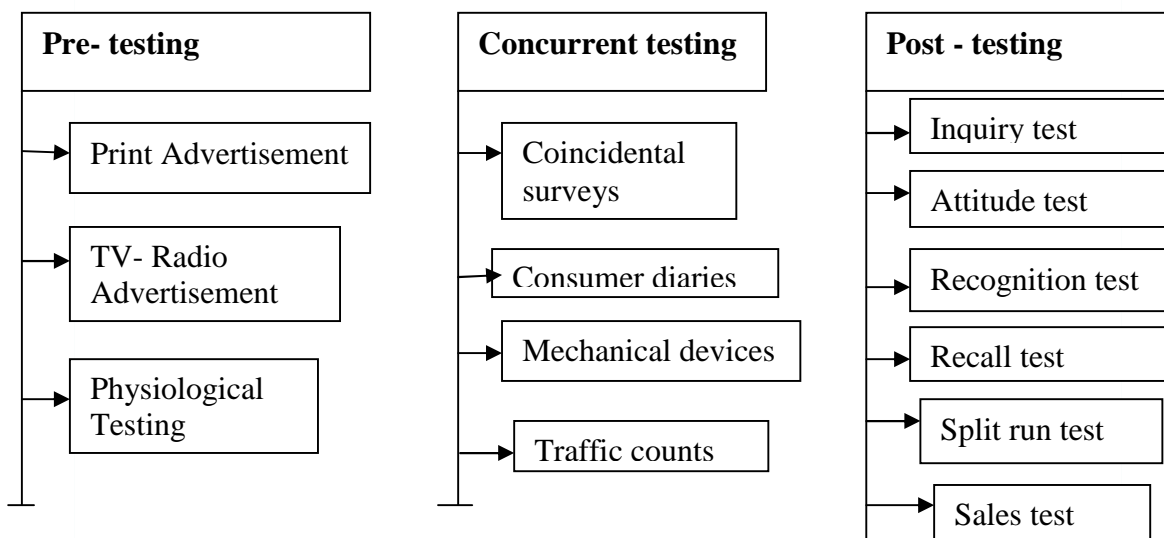 Pre- testing
Print Advertisement
TV- Radio
Advertisement
Physiological
Testing
Concurrent testing
Coincidental
surveys
Consumer diaries
Mechanical devices
Traffic counts
Post - testing
Inquiry test
Attitude test
Recognition test
Recall test
Split run test
Sales test